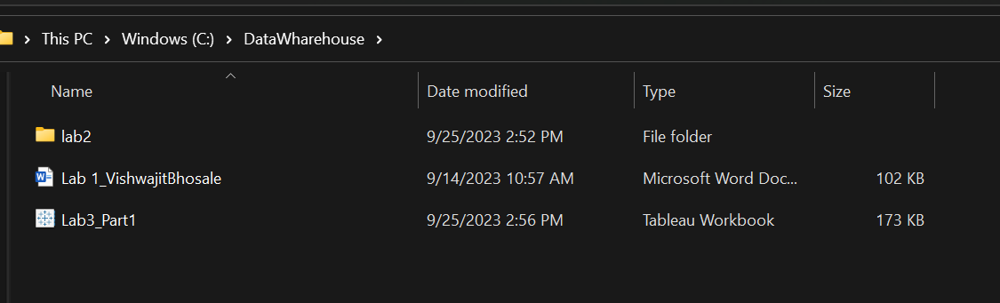 This PC > Windows (C:) > DataWharehouse >
Name Date modified Type Size
lab2 9/25/2023 2:52 PM File folder
Lab 1_VishwajitBhosale 9/14/2023 10:57 AM Microsoft Word Doc... 102 KB
Lab3_Part1 9/25/2023 2:56 PM Tableau Workbook 173 KB